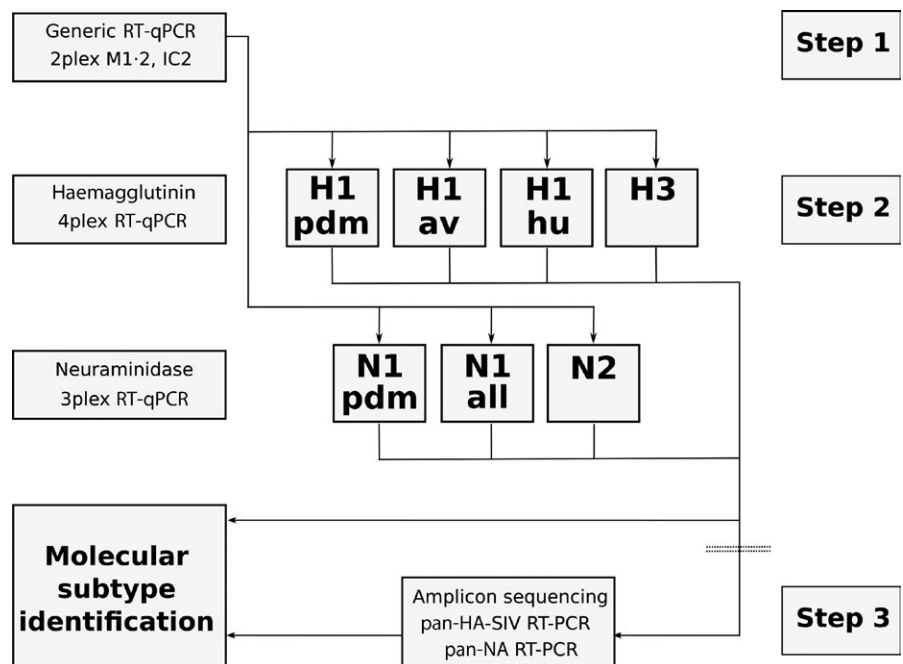 Generic RT-qPCR
2plex M1·2, IC2
Step 1
Haemagglutinin
4plex RT-qPCR
H1
pdm
H1
av
H1
hu
H3
Step 2
Neuraminidase
3plex RT-qPCR
N1
pdm
N1
all
N2
Molecular
subtype
identification
Amplicon sequencing
pan-HA-SIV RT-PCR
pan-NA RT-PCR
Step 3